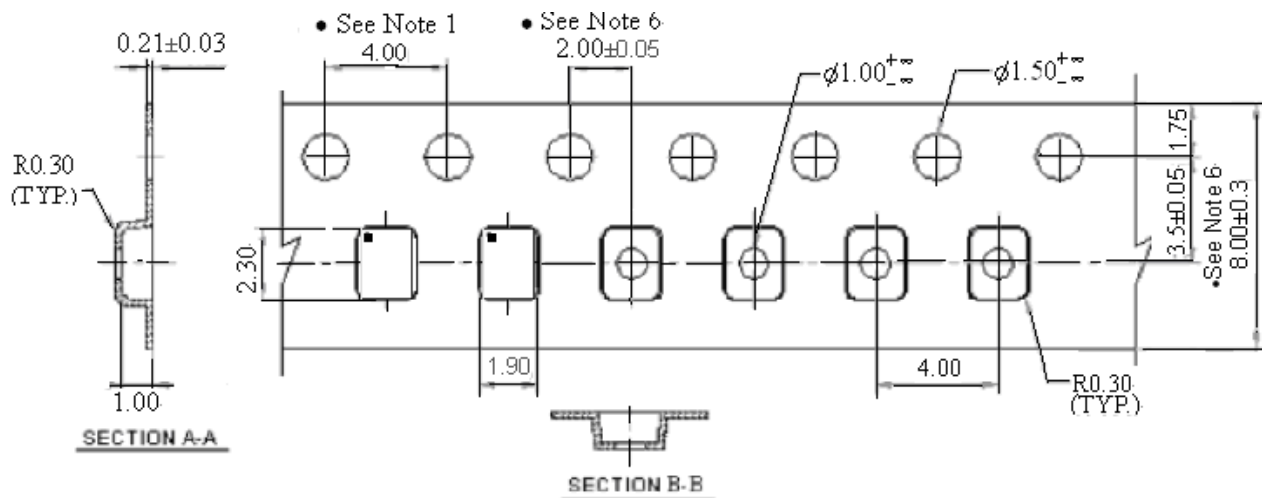 0.21±0.03
• See Note 1
4.00
• See Note 6
2.00±0.05
ϕ1.00
ϕ1.50
1.75
3.5±0.05
•See Note 6
8.00±0.3
R0.30
(TYP.)
2.30
1.90
4.00
R0.30
(TYP.)
1.00
SECTION A-A
SECTION B-B